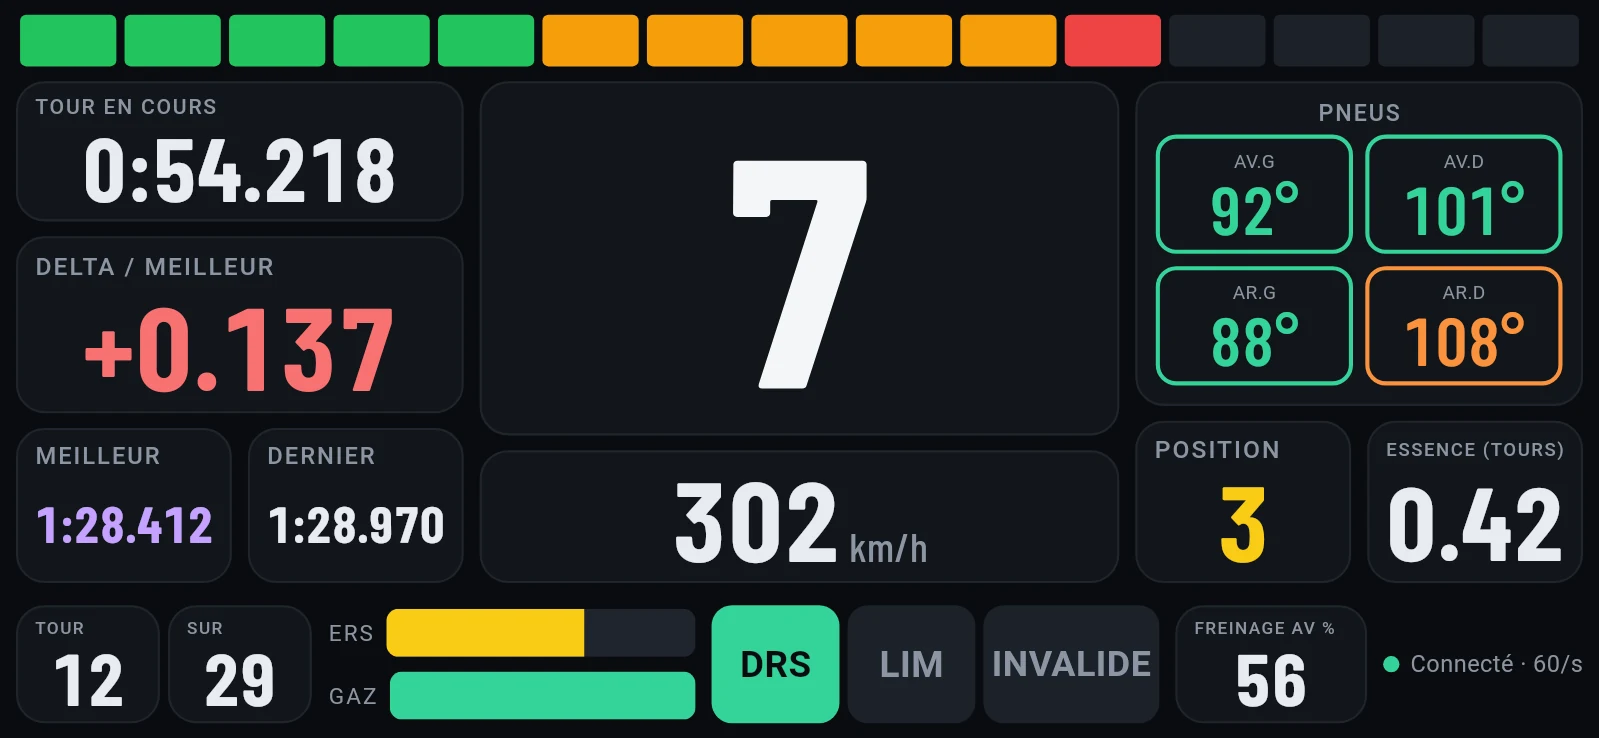 TOUR EN COURS
0:54.218
DELTA / MEILLEUR
+0.137
MEILLEUR
1:28.412
DERNIER
1:28.970
7
302 km/h
PNEUS
AV.G
92°
AV.D
101°
AR.G
88°
AR.D
108°
POSITION
3
ESSENCE (TOURS)
0.42
TOUR
12
SUR
29
ERS
GAZ
DRS
LIM
INVALIDE
FREINAGE AV %
56
Connecté · 60/s